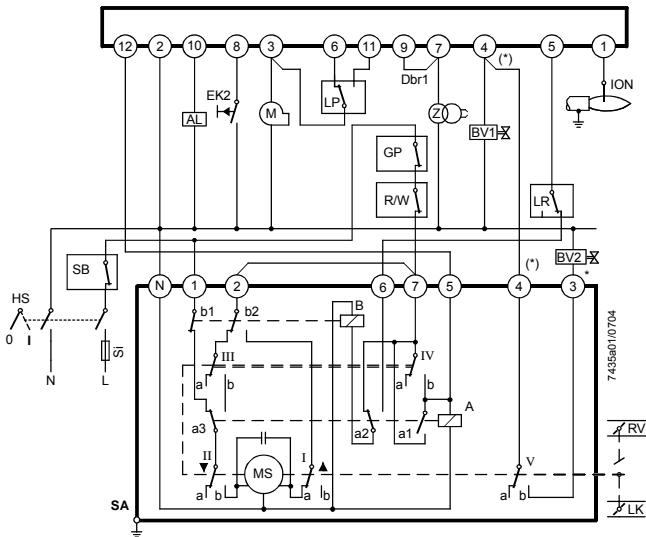 12 2 10 8 3 6 11 9 7 4 (*) 5 1
Dbr1
ION
EK2
LP
AL
M
Z
BV1
GP
R/W
LR
SB
BV2
HS
N 1 2 6 7 5 (*) 4 3 *
0 I
Si
b1 b2 B
N L
III IV
a b a b
A
a3 a2 a1
RV
II I V
MS
a b a b a b
SA
LK
7435a01/0704